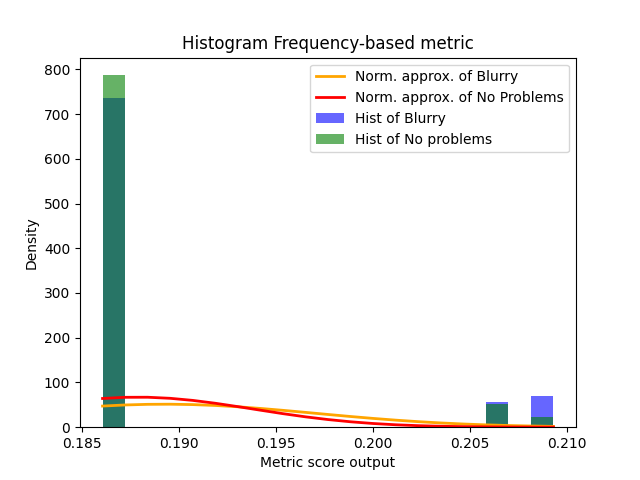 Histogram Frequency-based metric
Norm. approx. of Blurry
Norm. approx. of No Problems
Hist of Blurry
Hist of No problems
Density
800
700
600
500
400
300
200
100
0
0.185 0.190 0.195 0.200 0.205 0.210
Metric score output